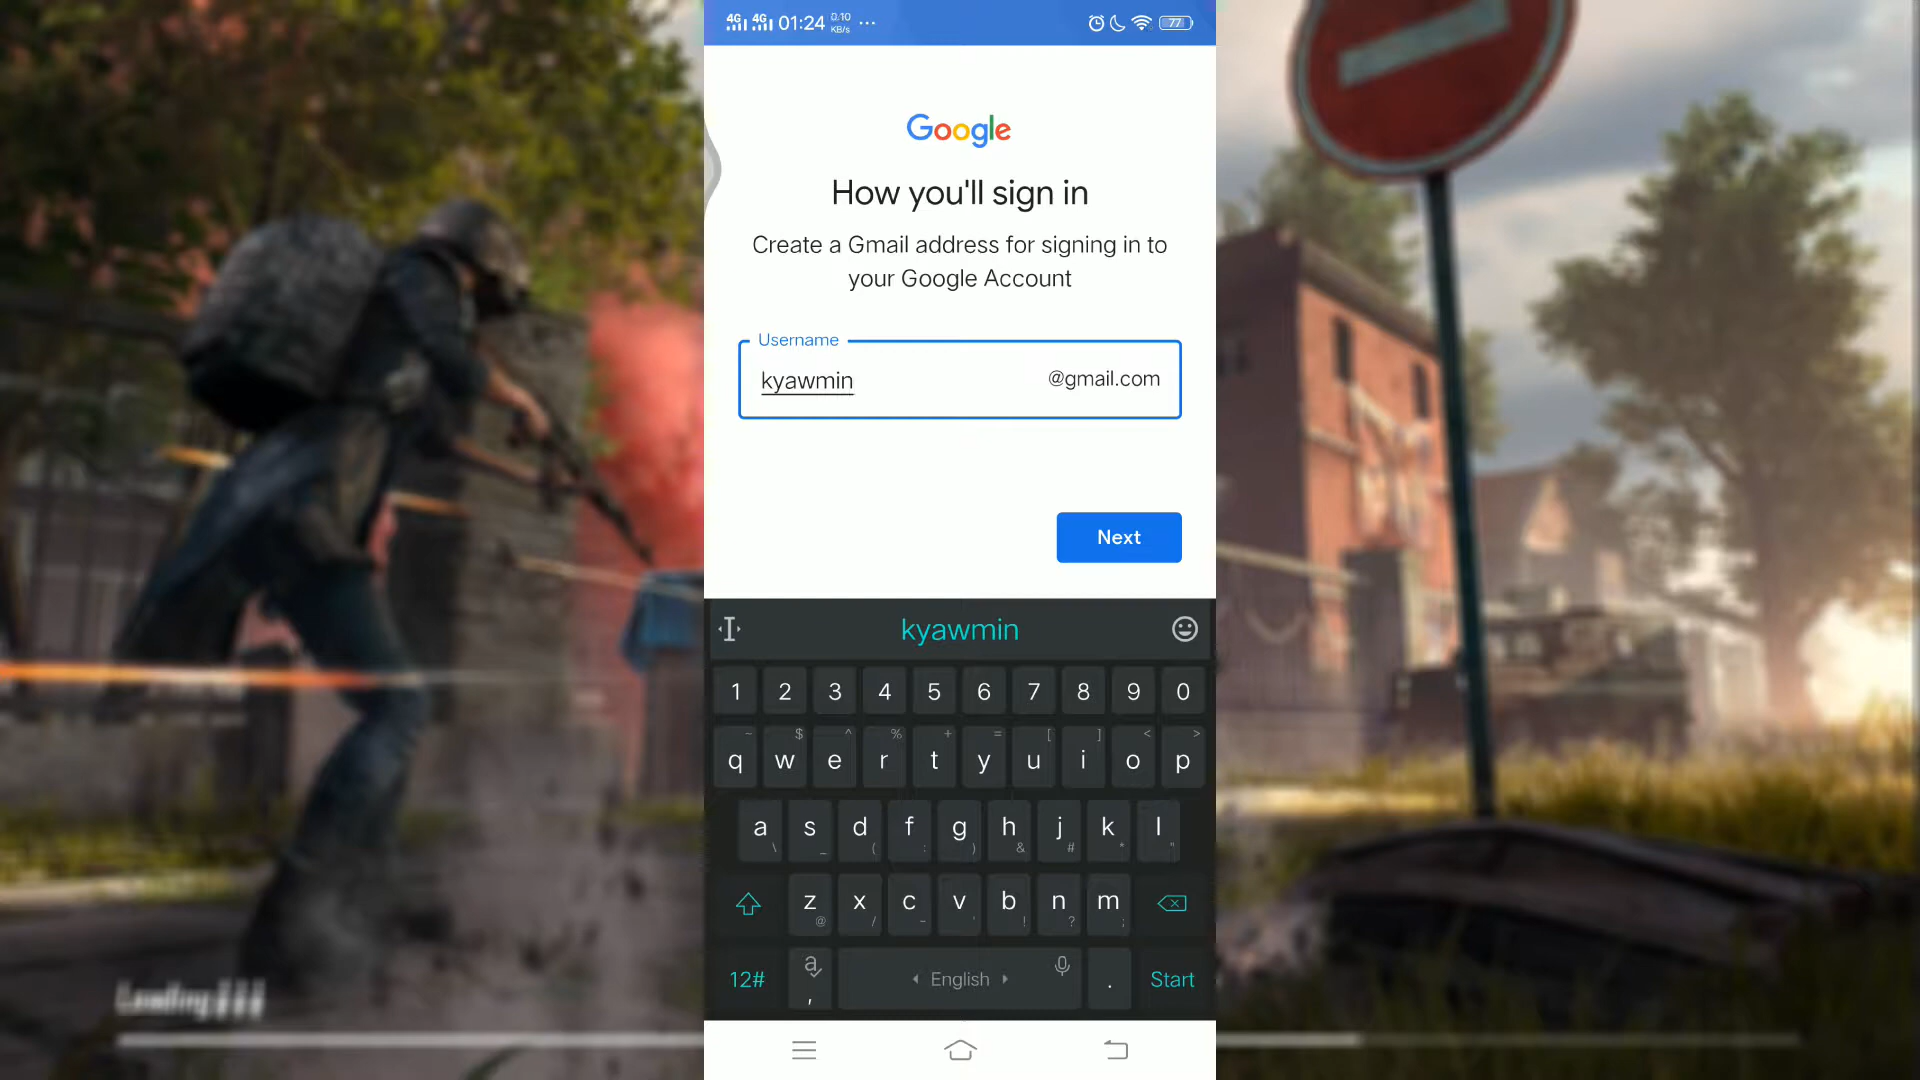 4G 4G 01:24 0.10 KB/s ... 77
Google
How you'll sign in
Create a Gmail address for signing in to
your Google Account
Username
kyawmin @gmail.com
Next
kyawmin
1 2 3 4 5 6 7 8 9 0
~ $ ^ % + = [ ] < >
q w e r t y u i o p
a s d f g h j k l
\ _ ( : ) & # * "
z x c v b n m
@ / - ' ! ? ;
12# a , English . Start
Loading